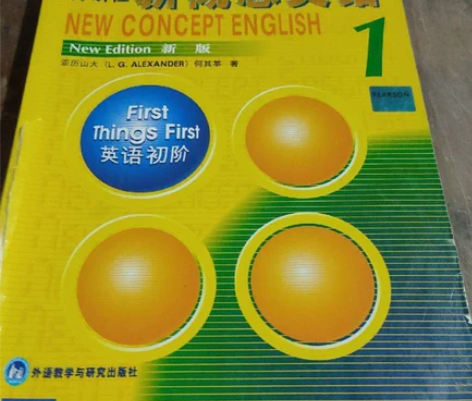 新概念英语
NEW CONCEPT ENGLISH
New Edition 新 版
亚历山大 (L. G. ALEXANDER) 何其莘 著
1
PEARSON
First
Things First
英语初阶
外语教学与研究出版社